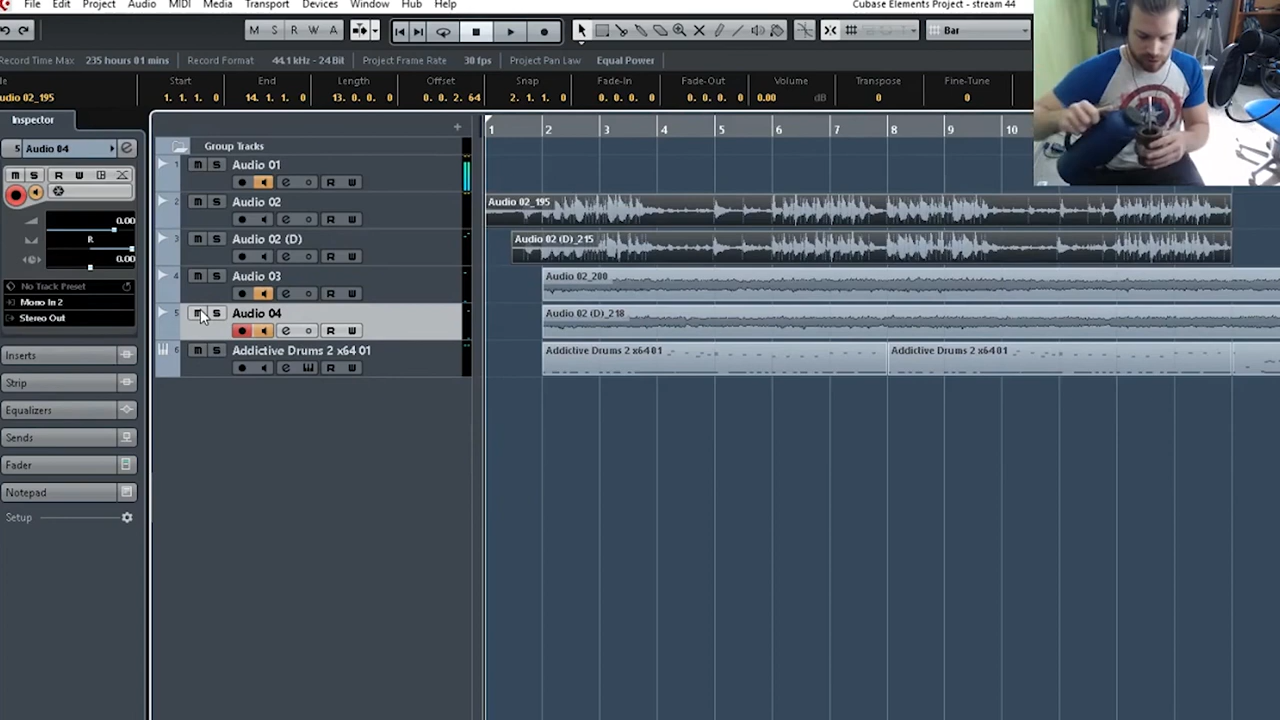 File Edit Project Audio MIDI Media Transport Devices Window Hub Help
Cubase Elements Project - stream 44
M S R W A
Bar
Record Time Max 235 hours 01 mins Record Format 44.1 kHz - 24 Bit Project Frame Rate 30 fps Project Pan Law Equal Power
Start End Length Offset Snap Fade-In Fade-Out Volume Transpose Fine-Tune
1. 1. 1. 0 14. 1. 1. 0 13. 0. 0. 0 0. 0. 2. 64 2. 1. 1. 0 0. 0. 0. 0 0. 0. 0. 0 0.00 dB 0 0
Inspector
1 2 3 4 5 6 7 8 9 10
5 Audio 04
M S R W
0.00
R
0.00
No Track Preset
Mono In 2
Stereo Out
Inserts
Strip
Equalizers
Sends
Fader
Notepad
Setup
Group Tracks
1 M S Audio 01
e R W
2 M S Audio 02
e R W
3 M S Audio 02 (D)
e R W
4 M S Audio 03
e R W
5 M S Audio 04
e R W
6 M S Addictive Drums 2 x64 01
e R W
Audio 02_195
Audio 02 (D)_215
Audio 02_200
Audio 02 (D)_218
Addictive Drums 2 x64 01 Addictive Drums 2 x64 01